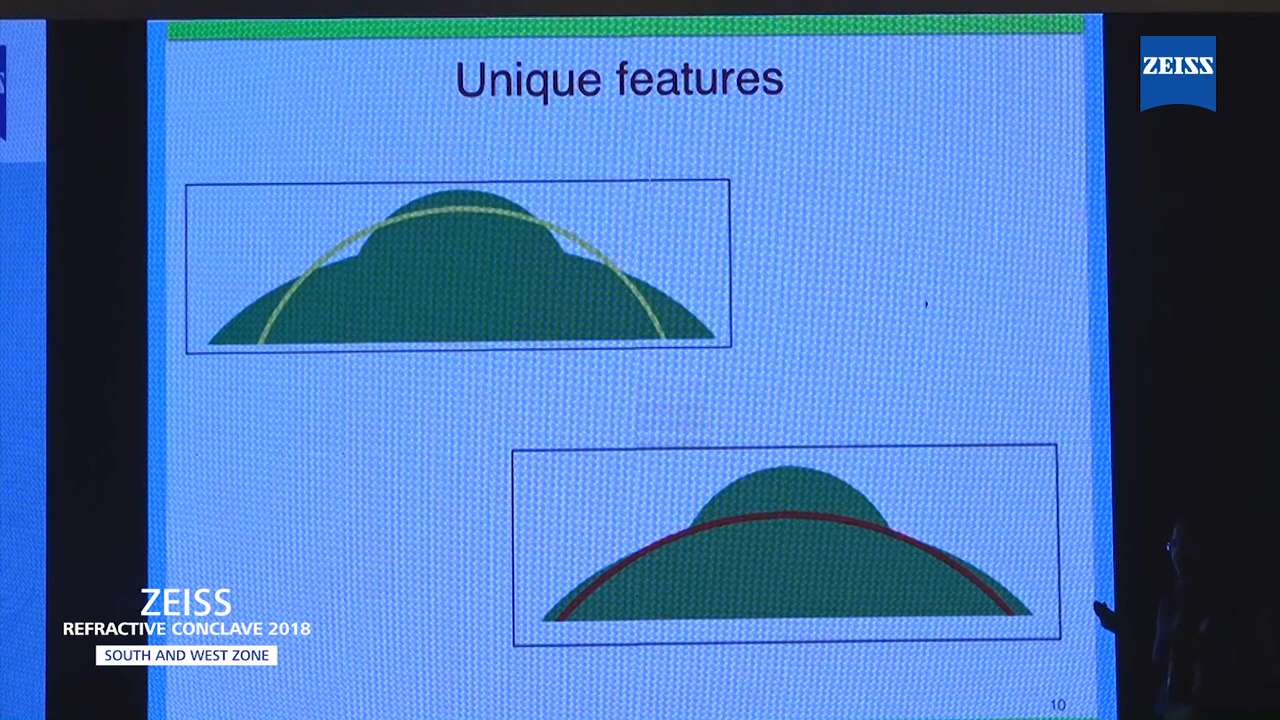 Unique features
ZEISS
ZEISS
REFRACTIVE CONCLAVE 2018
SOUTH AND WEST ZONE
10